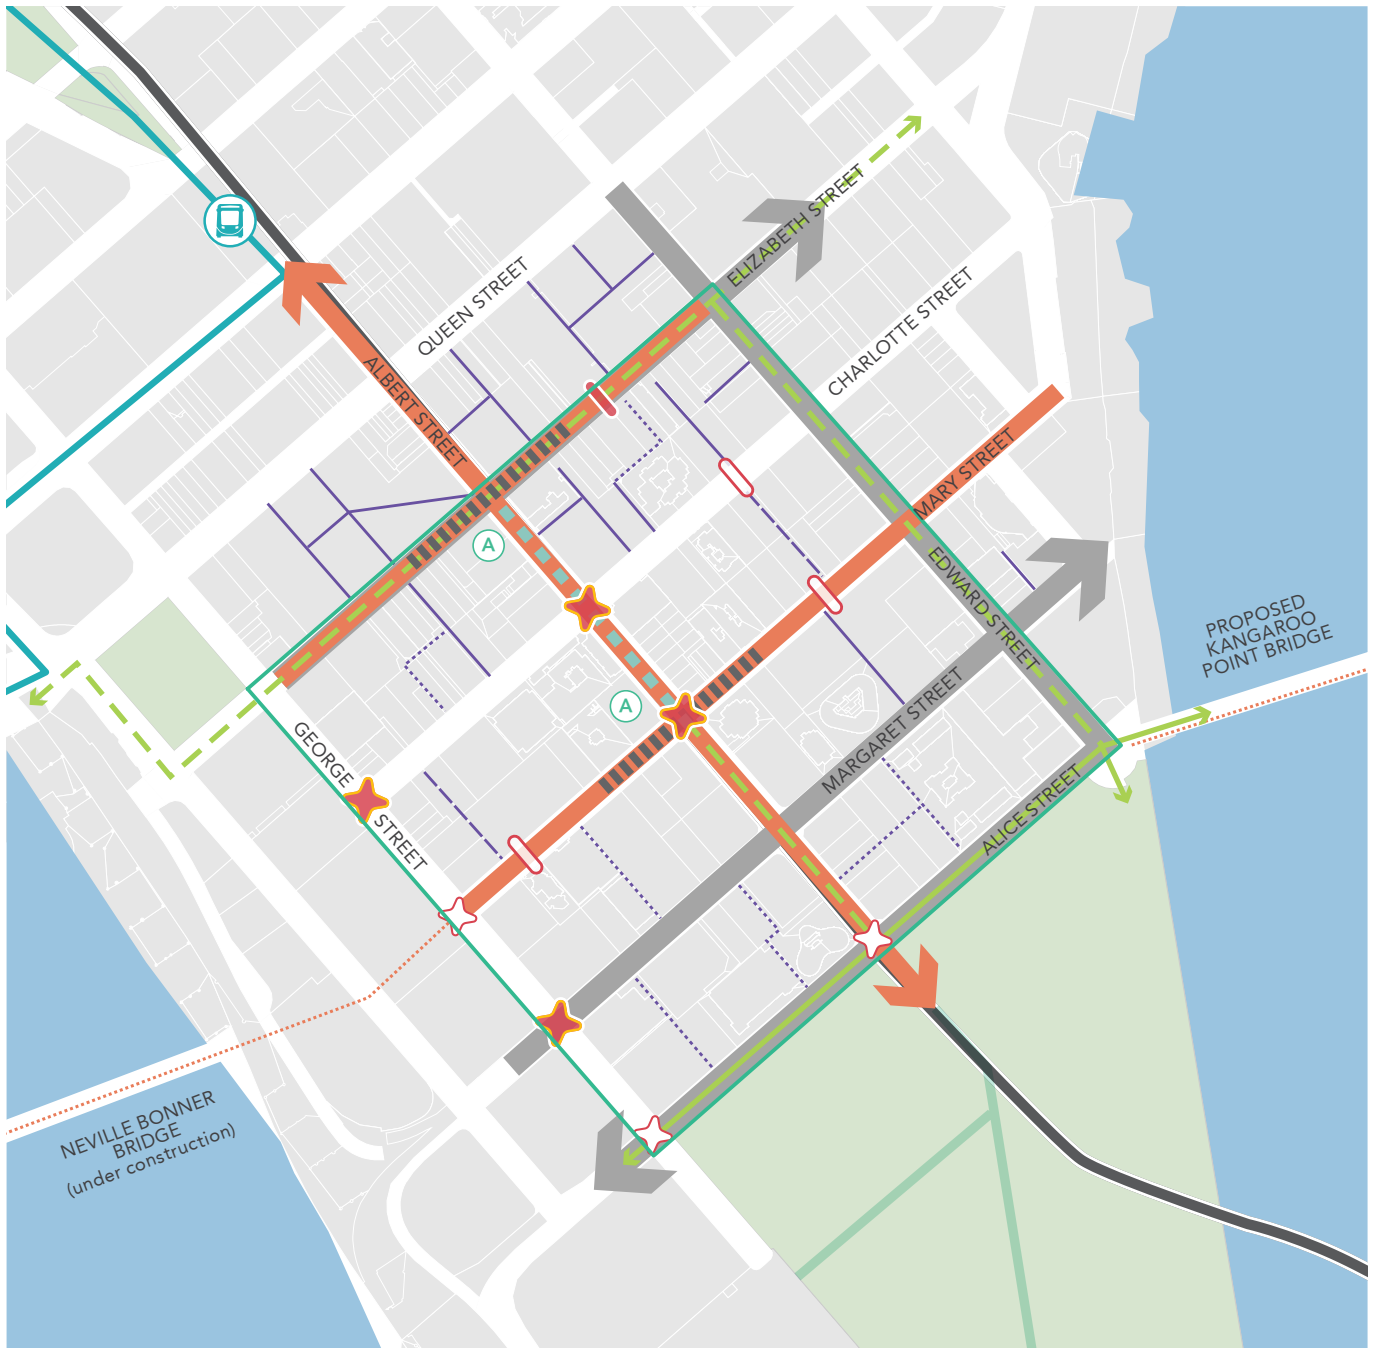 ELIZABETH STREET
QUEEN STREET
CHARLOTTE STREET
ALBERT STREET
MARY STREET
A
EDWARD STREET
PROPOSED
KANGAROO
POINT BRIDGE
A
MARGARET STREET
GEORGE
STREET
ALICE STREET
NEVILLE BONNER
BRIDGE
(under construction)